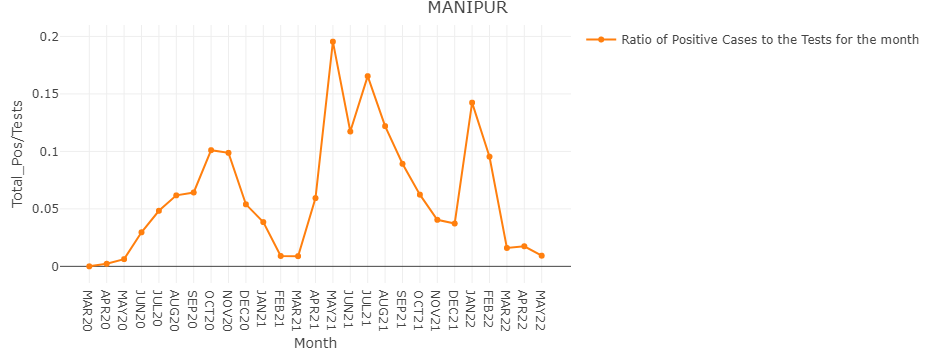 MANIPUR
Ratio of Positive Cases to the Tests for the month
Total_Pos/Tests
0.2
0.15
0.1
0.05
0
MAR20
APR20
MAY20
JUN20
JUL20
AUG20
SEP20
OCT20
NOV20
DEC20
JAN21
FEB21
MAR21
APR21
MAY21
JUN21
JUL21
AUG21
SEP21
OCT21
NOV21
DEC21
JAN22
FEB22
MAR22
APR22
MAY22
Month